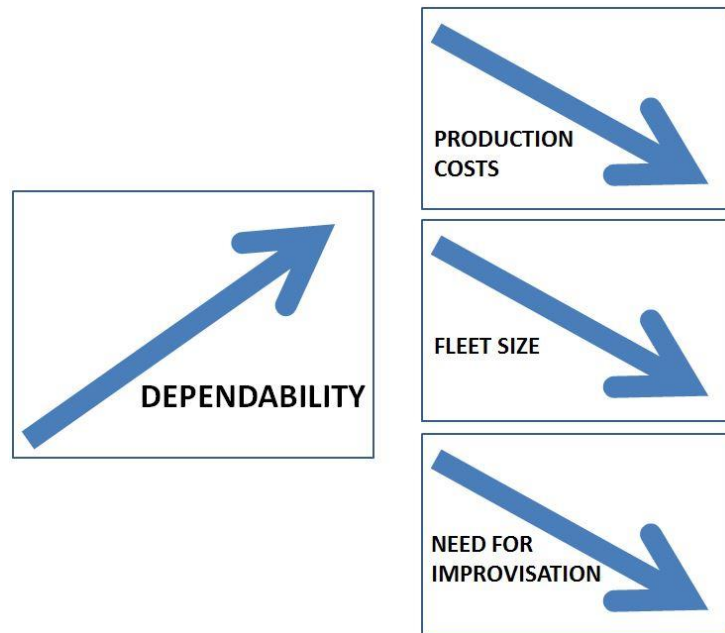 DEPENDABILITY
PRODUCTION
COSTS
FLEET SIZE
NEED FOR
IMPROVISATION